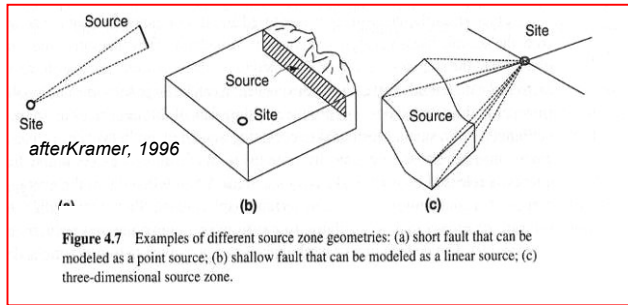 Source
Site
afterKramer, 1996
Source
Site
(b)
Site
Source
(c)
Figure 4.7 Examples of different source zone geometries: (a) short fault that can be
modeled as a point source; (b) shallow fault that can be modeled as a linear source; (c)
three-dimensional source zone.